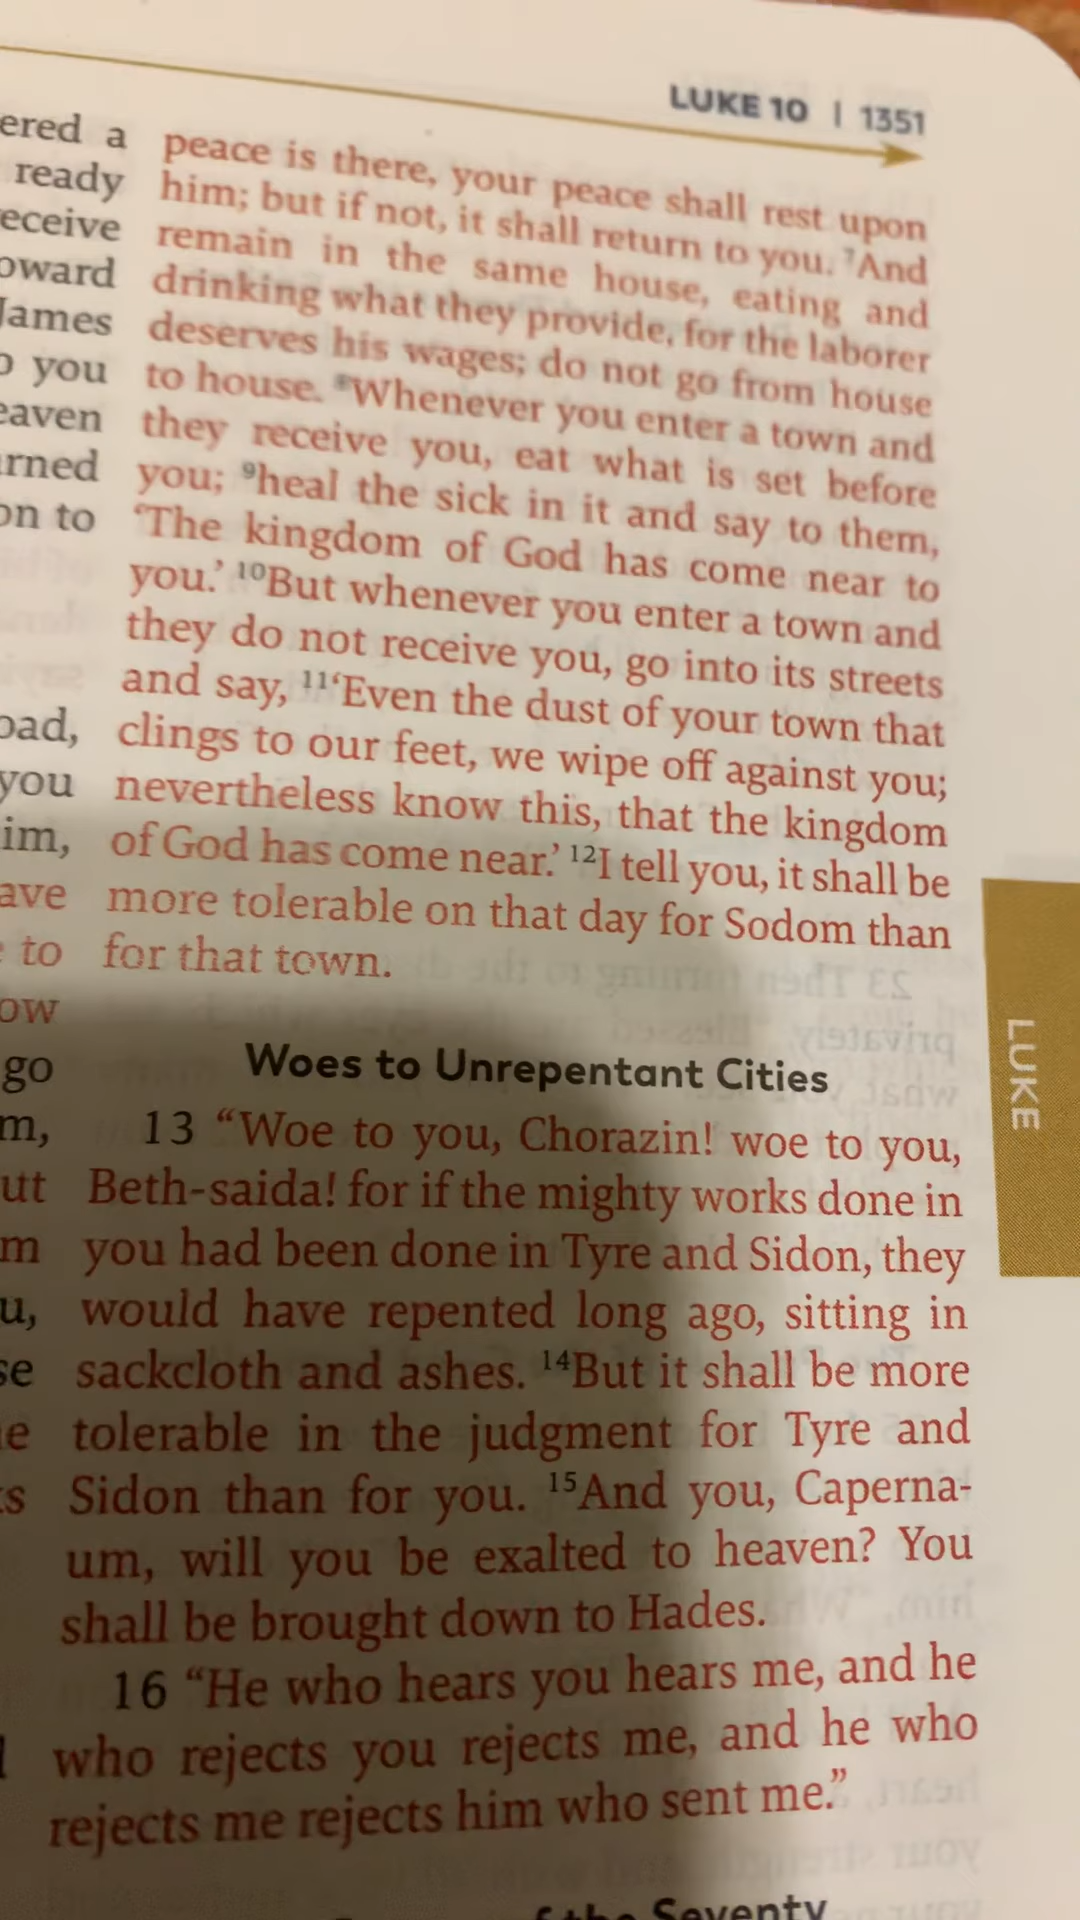 LUKE 10 | 1351
ered a
ready
eceive
oward
James
o you
eaven
rned
on to
oad,
you
im,
ave
to
ow
go
m,
ut
m
u,
se
e
s
peace is there, your peace shall rest upon
him; but if not, it shall return to you. ⁷And
remain in the same house, eating and
drinking what they provide, for the laborer
deserves his wages; do not go from house
to house. ⁸Whenever you enter a town and
they receive you, eat what is set before
you; ⁹heal the sick in it and say to them,
‘The kingdom of God has come near to
you.’ ¹⁰But whenever you enter a town and
they do not receive you, go into its streets
and say, ¹¹‘Even the dust of your town that
clings to our feet, we wipe off against you;
nevertheless know this, that the kingdom
of God has come near.’ ¹²I tell you, it shall be
more tolerable on that day for Sodom than
for that town.
Woes to Unrepentant Cities
13 “Woe to you, Chorazin! woe to you,
Beth-saida! for if the mighty works done in
you had been done in Tyre and Sidon, they
would have repented long ago, sitting in
sackcloth and ashes. ¹⁴But it shall be more
tolerable in the judgment for Tyre and
Sidon than for you. ¹⁵And you, Caperna-
um, will you be exalted to heaven? You
shall be brought down to Hades.
16 “He who hears you hears me, and he
who rejects you rejects me, and he who
rejects me rejects him who sent me.”
f the Seventy
LUKE